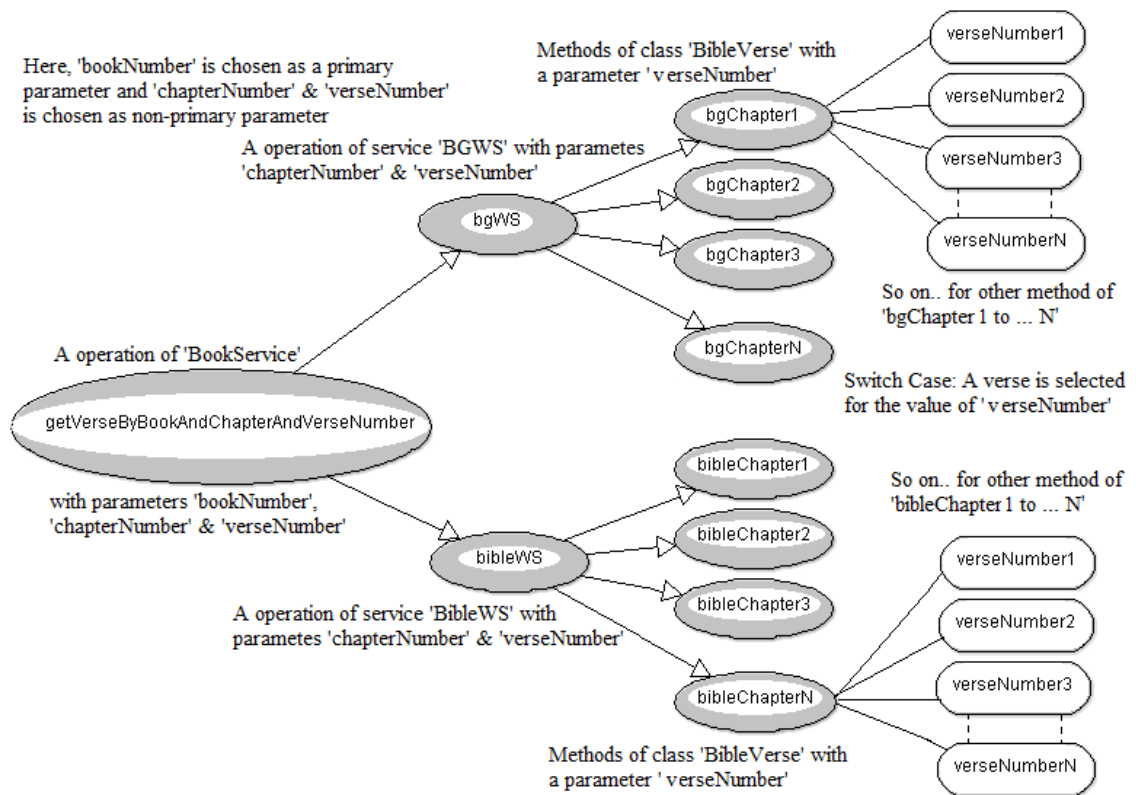 Here, 'bookNumber' is chosen as a primary
parameter and 'chapterNumber' & 'verseNumber'
is chosen as non-primary parameter
Methods of class 'BibleVerse' with
a parameter 'verseNumber'
A operation of service 'BGWS' with parametes
'chapterNumber' & 'verseNumber'
bgWS
bgChapter1
bgChapter2
bgChapter3
bgChapterN
verseNumber1
verseNumber2
verseNumber3
verseNumberN
So on.. for other method of
'bgChapter1 to ... N'
A operation of 'BookService'
getVerseByBookAndChapterAndVerseNumber
with parameters 'bookNumber',
'chapterNumber' & 'verseNumber'
Switch Case: A verse is selected
for the value of 'verseNumber'
bibleWS
A operation of service 'BibleWS' with
parametes 'chapterNumber' & 'verseNumber'
bibleChapter1
bibleChapter2
bibleChapter3
bibleChapterN
So on.. for other method of
'bibleChapter1 to ... N'
verseNumber1
verseNumber2
verseNumber3
verseNumberN
Methods of class 'BibleVerse' with
a parameter ' verseNumber'